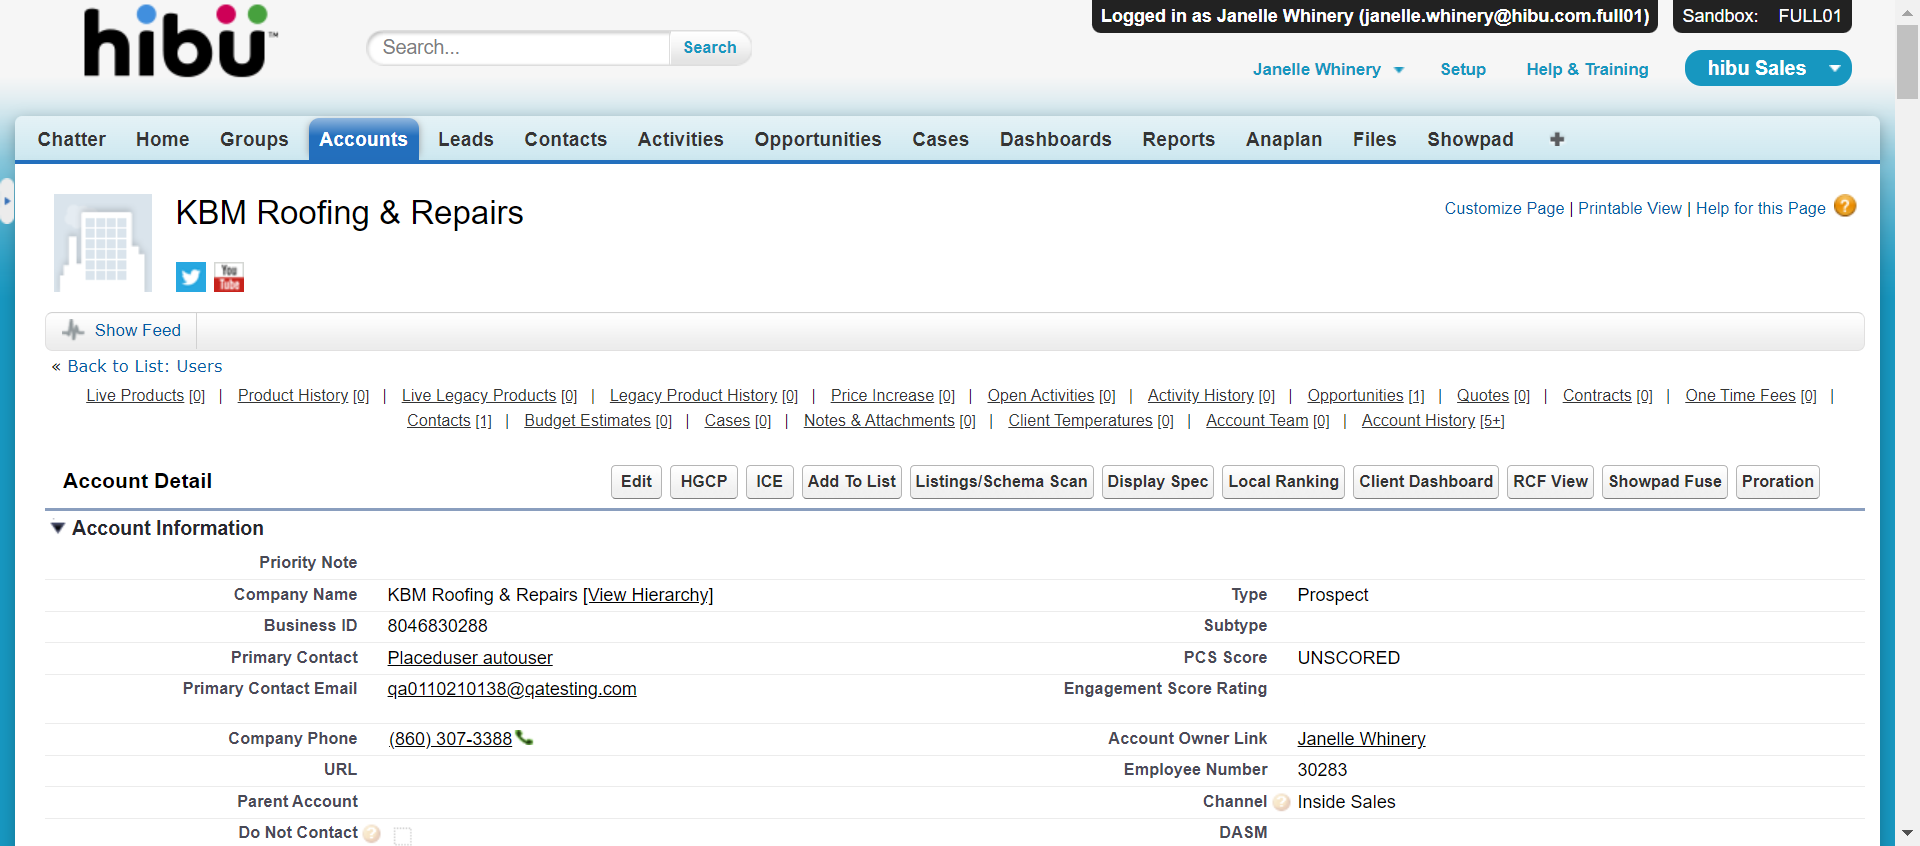 hibu™
Search...
Search
Logged in as Janelle Whinery (janelle.whinery@hibu.com.full01)
Sandbox: FULL01
Janelle Whinery
Setup
Help & Training
hibu Sales
Chatter Home Groups Accounts Leads Contacts Activities Opportunities Cases Dashboards Reports Anaplan Files Showpad
KBM Roofing & Repairs
Customize Page | Printable View | Help for this Page ?
You Tube
Show Feed
« Back to List: Users
Live Products [0] | Product History [0] | Live Legacy Products [0] | Legacy Product History [0] | Price Increase [0] | Open Activities [0] | Activity History [0] | Opportunities [1] | Quotes [0] | Contracts [0] | One Time Fees [0] |
Contacts [1] | Budget Estimates [0] | Cases [0] | Notes & Attachments [0] | Client Temperatures [0] | Account Team [0] | Account History [5+]
Account Detail
Edit HGCP ICE Add To List Listings/Schema Scan Display Spec Local Ranking Client Dashboard RCF View Showpad Fuse Proration
Account Information
Priority Note
Company Name KBM Roofing & Repairs [View Hierarchy] Type Prospect
Business ID 8046830288 Subtype
Primary Contact Placeduser autouser PCS Score UNSCORED
Primary Contact Email qa0110210138@qatesting.com Engagement Score Rating
Company Phone (860) 307-3388 Account Owner Link Janelle Whinery
URL Employee Number 30283
Parent Account Channel ? Inside Sales
Do Not Contact ? DASM